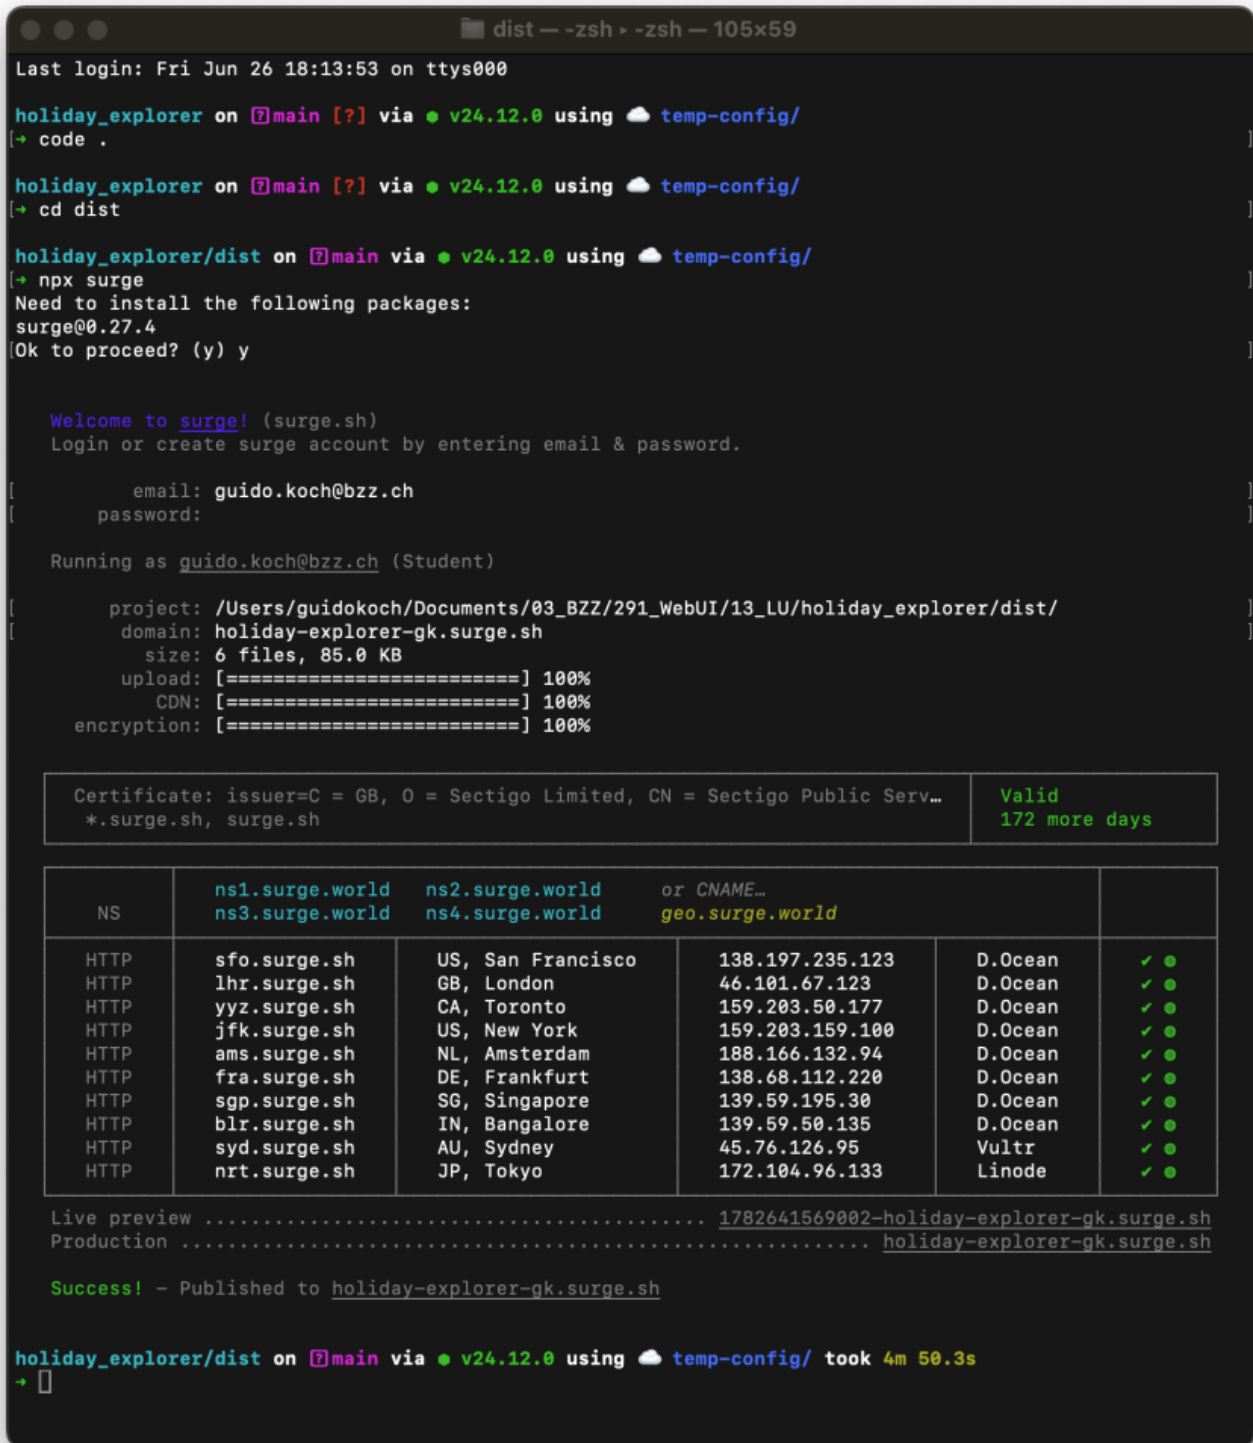 dist — -zsh ▸ -zsh — 105×59
Last login: Fri Jun 26 18:13:53 on ttys000
holiday_explorer on main [?] via v24.12.0 using temp-config/
[→ code . ]
holiday_explorer on main [?] via v24.12.0 using temp-config/
[→ cd dist ]
holiday_explorer/dist on main via v24.12.0 using temp-config/
[→ npx surge ]
Need to install the following packages:
surge@0.27.4
[Ok to proceed? (y) y ]
Welcome to surge! (surge.sh)
Login or create surge account by entering email & password.
[ email: guido.koch@bzz.ch ]
[ password: ]
Running as guido.koch@bzz.ch (Student)
[ project: /Users/guidokoch/Documents/03_BZZ/291_WebUI/13_LU/holiday_explorer/dist/ ]
[ domain: holiday-explorer-gk.surge.sh ]
size: 6 files, 85.0 KB
upload: [=========================] 100%
CDN: [=========================] 100%
encryption: [=========================] 100%
Certificate: issuer=C = GB, O = Sectigo Limited, CN = Sectigo Public Serv… Valid
*.surge.sh, surge.sh 172 more days
ns1.surge.world ns2.surge.world or CNAME…
NS ns3.surge.world ns4.surge.world geo.surge.world
HTTP sfo.surge.sh US, San Francisco 138.197.235.123 D.Ocean ✔
HTTP lhr.surge.sh GB, London 46.101.67.123 D.Ocean ✔
HTTP yyz.surge.sh CA, Toronto 159.203.50.177 D.Ocean ✔
HTTP jfk.surge.sh US, New York 159.203.159.100 D.Ocean ✔
HTTP ams.surge.sh NL, Amsterdam 188.166.132.94 D.Ocean ✔
HTTP fra.surge.sh DE, Frankfurt 138.68.112.220 D.Ocean ✔
HTTP sgp.surge.sh SG, Singapore 139.59.195.30 D.Ocean ✔
HTTP blr.surge.sh IN, Bangalore 139.59.50.135 D.Ocean ✔
HTTP syd.surge.sh AU, Sydney 45.76.126.95 Vultr ✔
HTTP nrt.surge.sh JP, Tokyo 172.104.96.133 Linode ✔
Live preview ........................................... 1782641569002-holiday-explorer-gk.surge.sh
Production ........................................................... holiday-explorer-gk.surge.sh
Success! – Published to holiday-explorer-gk.surge.sh
holiday_explorer/dist on main via v24.12.0 using temp-config/ took 4m 50.3s
→